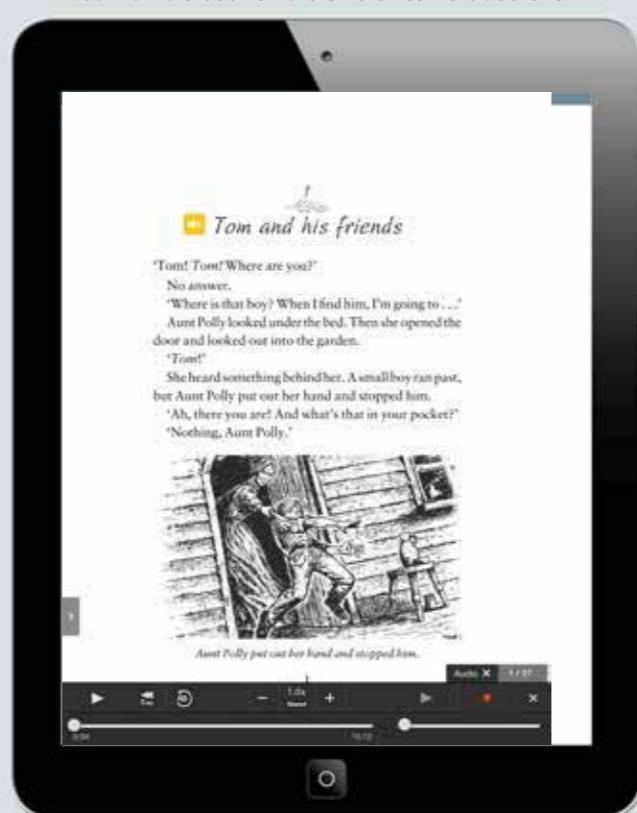 1
Tom and his friends
'Tom! Tom! Where are you?'
No answer.
'Where is that boy? When I find him, I'm going to . . .'
Aunt Polly looked under the bed. Then she opened the
door and looked out into the garden.
'Tom!'
She heard something behind her. A small boy ran past,
but Aunt Polly put out her hand and stopped him.
'Ah, there you are! And what's that in your pocket?'
'Nothing, Aunt Polly.'
Aunt Polly put out her hand and stopped him.
Audio X
1.0x